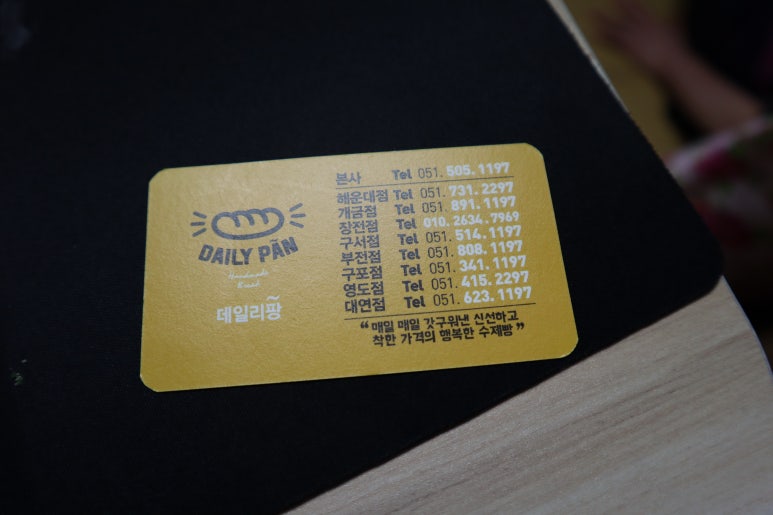 DAILY PÃN
Handmade
Bread
데일리팡
본사 Tel 051. 505. 1197
해운대점 Tel 051. 731. 2297
개금점 Tel 051. 891. 1197
장전점 Tel 010. 2634. 7969
구서점 Tel 051. 514. 1197
부전점 Tel 051. 808. 1197
구포점 Tel 051. 341. 1197
영도점 Tel 051. 415. 2297
대연점 Tel 051. 623. 1197
“매일 매일 갓구워낸 신선하고
착한 가격의 행복한 수제빵”